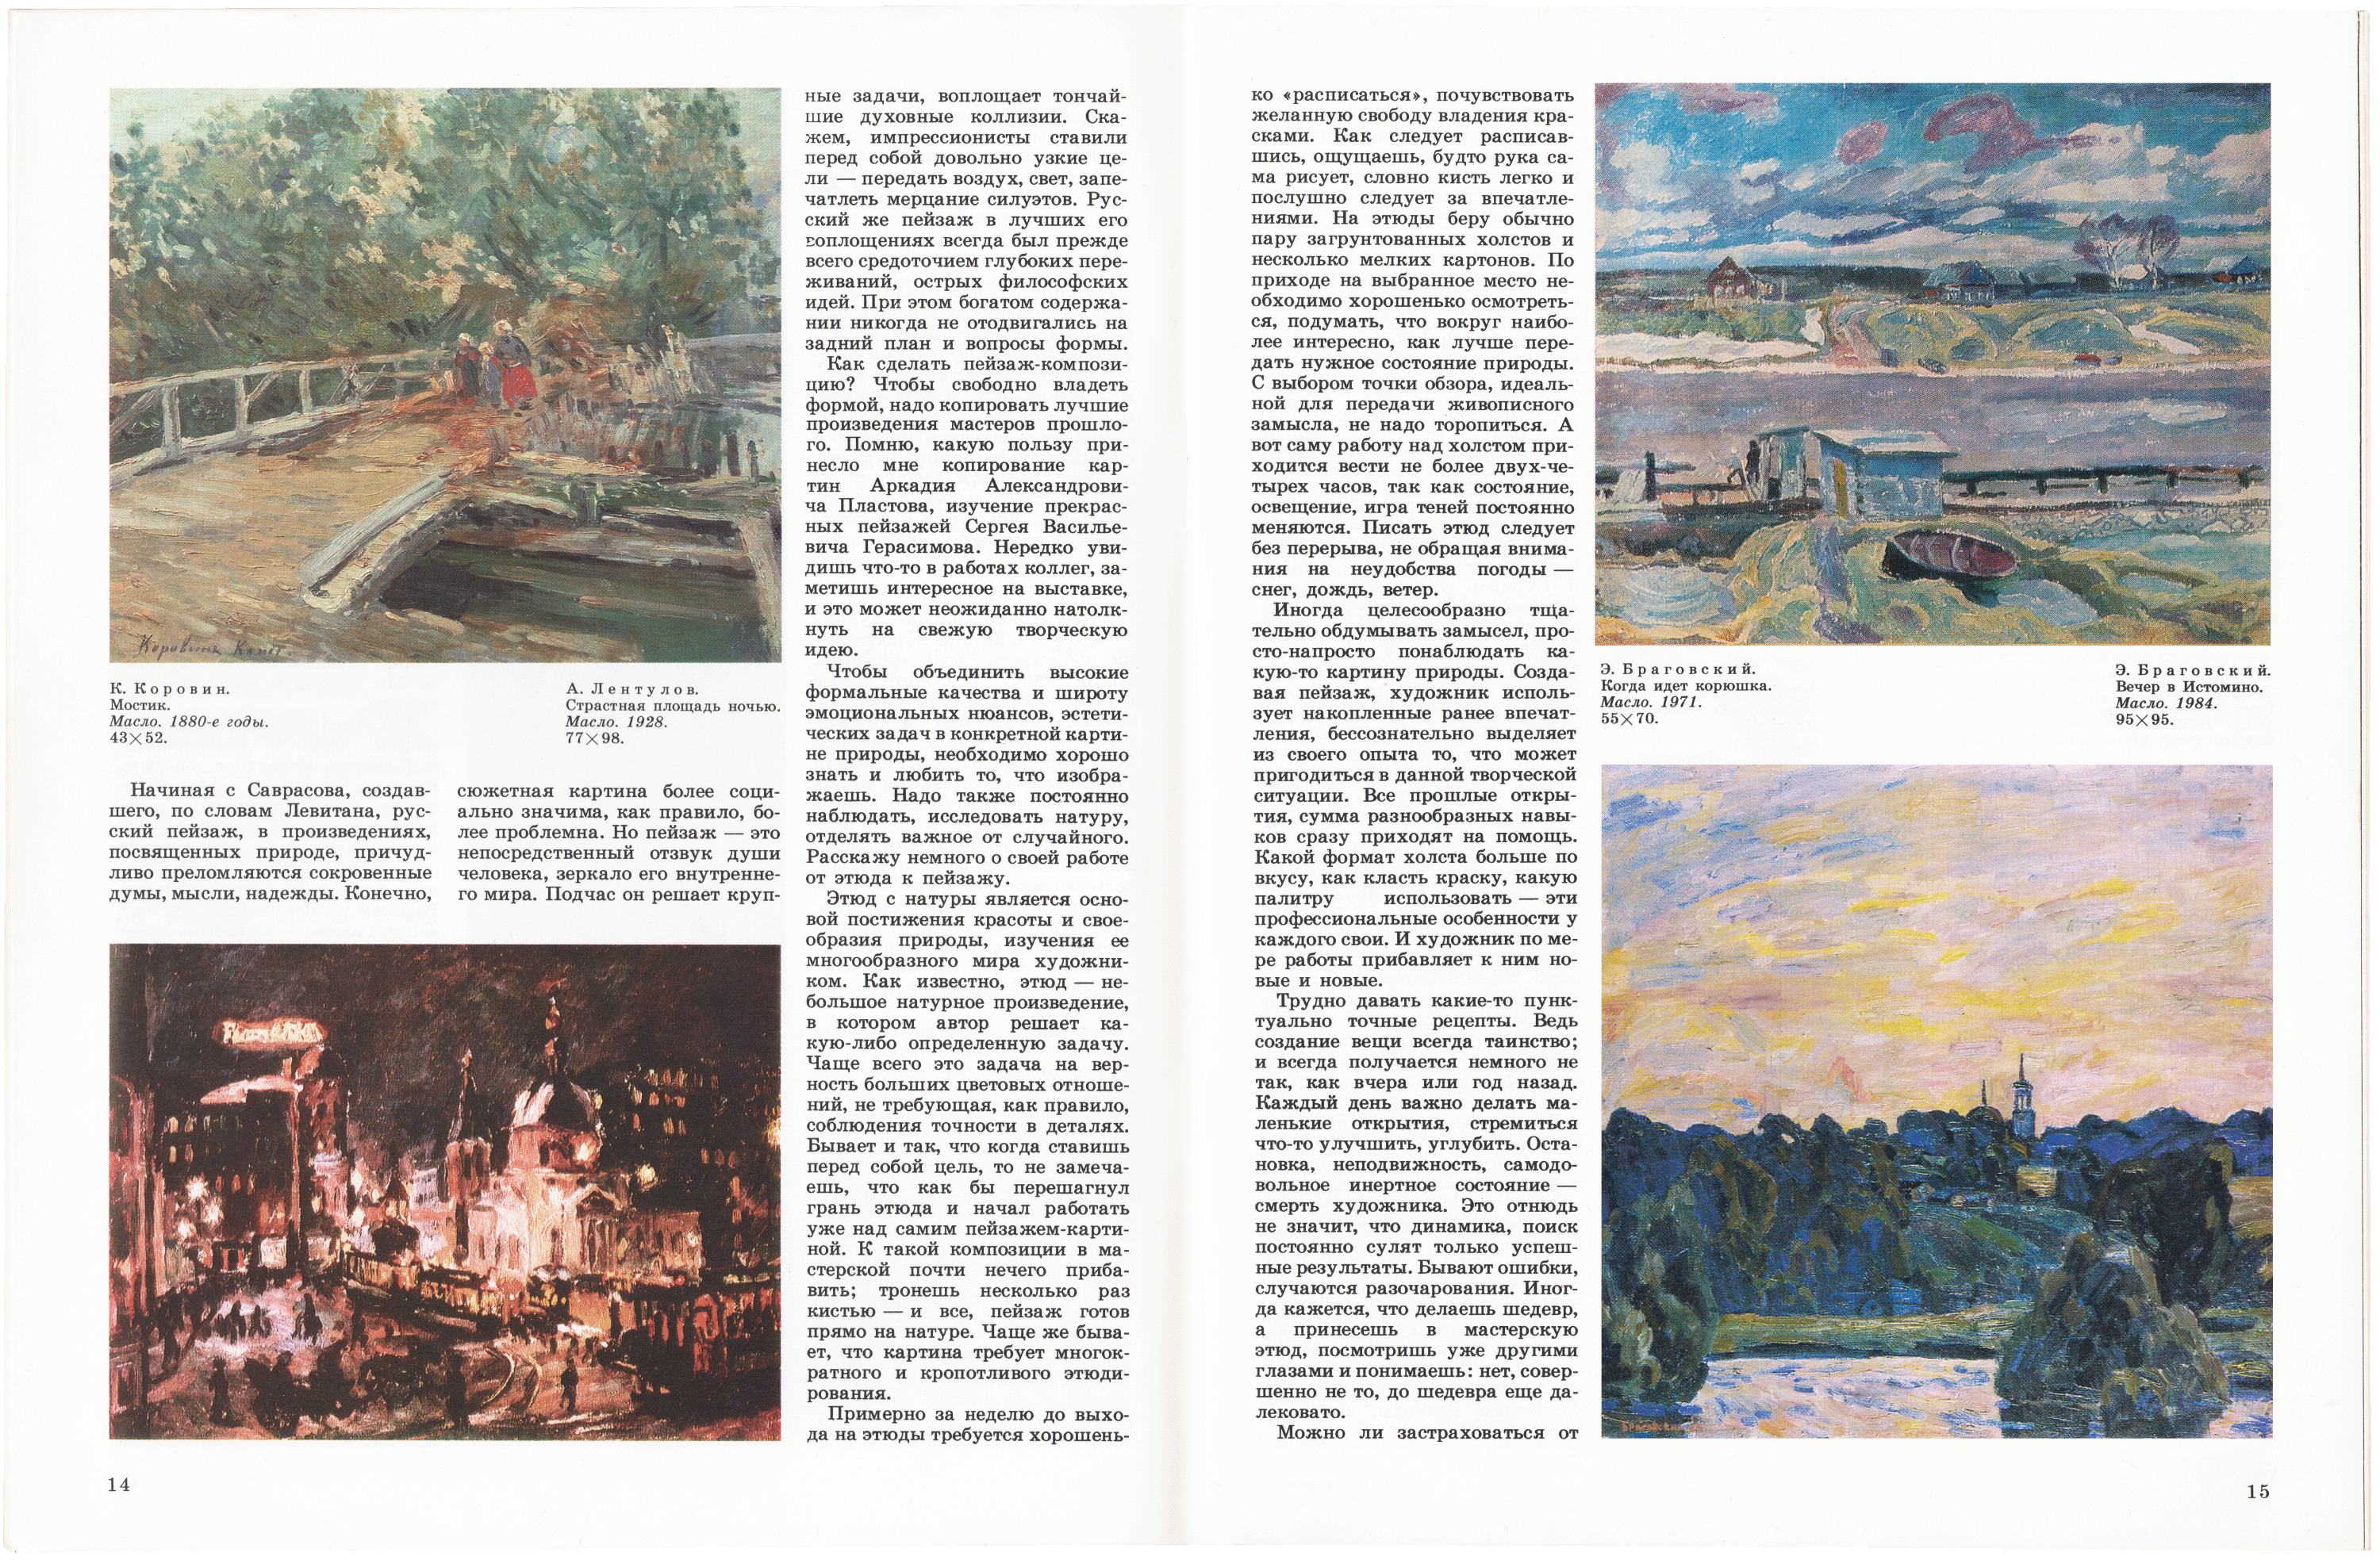 К. Коровин.
Мостик.
Масло. 1880-е годы.
43×52.
А. Лентулов.
Страстная площадь ночью.
Масло. 1928.
77×98.
Начиная с Саврасова, создав-
шего, по словам Левитана, рус-
ский пейзаж, в произведениях,
посвященных природе, причуд-
ливо преломляются сокровенные
думы, мысли, надежды. Конечно,
сюжетная картина более соци-
ально значима, как правило, бо-
лее проблемна. Но пейзаж — это
непосредственный отзвук души
человека, зеркало его внутренне-
го мира. Подчас он решает круп-
ные задачи, воплощает тончай-
шие духовные коллизии. Ска-
жем, импрессионисты ставили
перед собой довольно узкие це-
ли — передать воздух, свет, запе-
чатлеть мерцание силуэтов. Рус-
ский же пейзаж в лучших его
воплощениях всегда был прежде
всего средоточием глубоких пере-
живаний, острых философских
идей. При этом богатом содержа-
нии никогда не отодвигались на
задний план и вопросы формы.
Как сделать пейзаж-компози-
цию? Чтобы свободно владеть
формой, надо копировать лучшие
произведения мастеров прошло-
го. Помню, какую пользу при-
несло мне копирование кар-
тин Аркадия Александрови-
ча Пластова, изучение прекрас-
ных пейзажей Сергея Василье-
вича Герасимова. Нередко уви-
дишь что-то в работах коллег, за-
метишь интересное на выставке,
и это может неожиданно натолк-
нуть на свежую творческую
идею.
Чтобы объединить высокие
формальные качества и широту
эмоциональных нюансов, эстети-
ческих задач в конкретной карти-
не природы, необходимо хорошо
знать и любить то, что изобра-
жаешь. Надо также постоянно
наблюдать, исследовать натуру,
отделять важное от случайного.
Расскажу немного о своей работе
от этюда к пейзажу.
Этюд с натуры является осно-
вой постижения красоты и свое-
образия природы, изучения ее
многообразного мира художни-
ком. Как известно, этюд — не-
большое натурное произведение,
в котором автор решает ка-
кую-либо определенную задачу.
Чаще всего это задача на вер-
ность больших цветовых отноше-
ний, не требующая, как правило,
соблюдения точности в деталях.
Бывает и так, что когда ставишь
перед собой цель, то не замеча-
ешь, что как бы перешагнул
грань этюда и начал работать
уже над самим пейзажем-карти-
ной. К такой композиции в ма-
стерской почти нечего приба-
вить; тронешь несколько раз
кистью — и все, пейзаж готов
прямо на натуре. Чаще же быва-
ет, что картина требует многок-
ратного и кропотливого этюди-
рования.
Примерно за неделю до выхо-
да на этюды требуется хорошень-
14
ко «расписаться», почувствовать
желанную свободу владения кра-
сками. Как следует расписав-
шись, ощущаешь, будто рука са-
ма рисует, словно кисть легко и
послушно следует за впечатле-
ниями. На этюды беру обычно
пару загрунтованных холстов и
несколько мелких картонов. По
приходе на выбранное место не-
обходимо хорошенько осмотреть-
ся, подумать, что вокруг наибо-
лее интересно, как лучше пере-
дать нужное состояние природы.
С выбором точки обзора, идеаль-
ной для передачи живописного
замысла, не надо торопиться. А
вот саму работу над холстом при-
ходится вести не более двух-че-
тырех часов, так как состояние,
освещение, игра теней постоянно
меняются. Писать этюд следует
без перерыва, не обращая внима-
ния на неудобства погоды —
снег, дождь, ветер.
Иногда целесообразно тща-
тельно обдумывать замысел, про-
сто-напросто понаблюдать ка-
кую-то картину природы. Созда-
вая пейзаж, художник исполь-
зует накопленные ранее впечат-
ления, бессознательно выделяет
из своего опыта то, что может
пригодиться в данной творческой
ситуации. Все прошлые откры-
тия, сумма разнообразных навы-
ков сразу приходят на помощь.
Какой формат холста больше по
вкусу, как класть краску, какую
палитру использовать — эти
профессиональные особенности у
каждого свои. И художник по ме-
ре работы прибавляет к ним но-
вые и новые.
Трудно давать какие-то пунк-
туально точные рецепты. Ведь
создание вещи всегда таинство;
и всегда получается немного не
так, как вчера или год назад.
Каждый день важно делать ма-
ленькие открытия, стремиться
что-то улучшить, углубить. Оста-
новка, неподвижность, самодо-
вольное инертное состояние —
смерть художника. Это отнюдь
не значит, что динамика, поиск
постоянно сулят только успеш-
ные результаты. Бывают ошибки,
случаются разочарования. Иног-
да кажется, что делаешь шедевр,
а принесешь в мастерскую
этюд, посмотришь уже другими
глазами и понимаешь: нет, совер-
шенно не то, до шедевра еще да-
лековато.
Можно ли застраховаться от
Э. Браговский.
Когда идет корюшка.
Масло. 1971.
55×70.
Э. Браговский.
Вечер в Истомино.
Масло. 1984.
95×95.
15